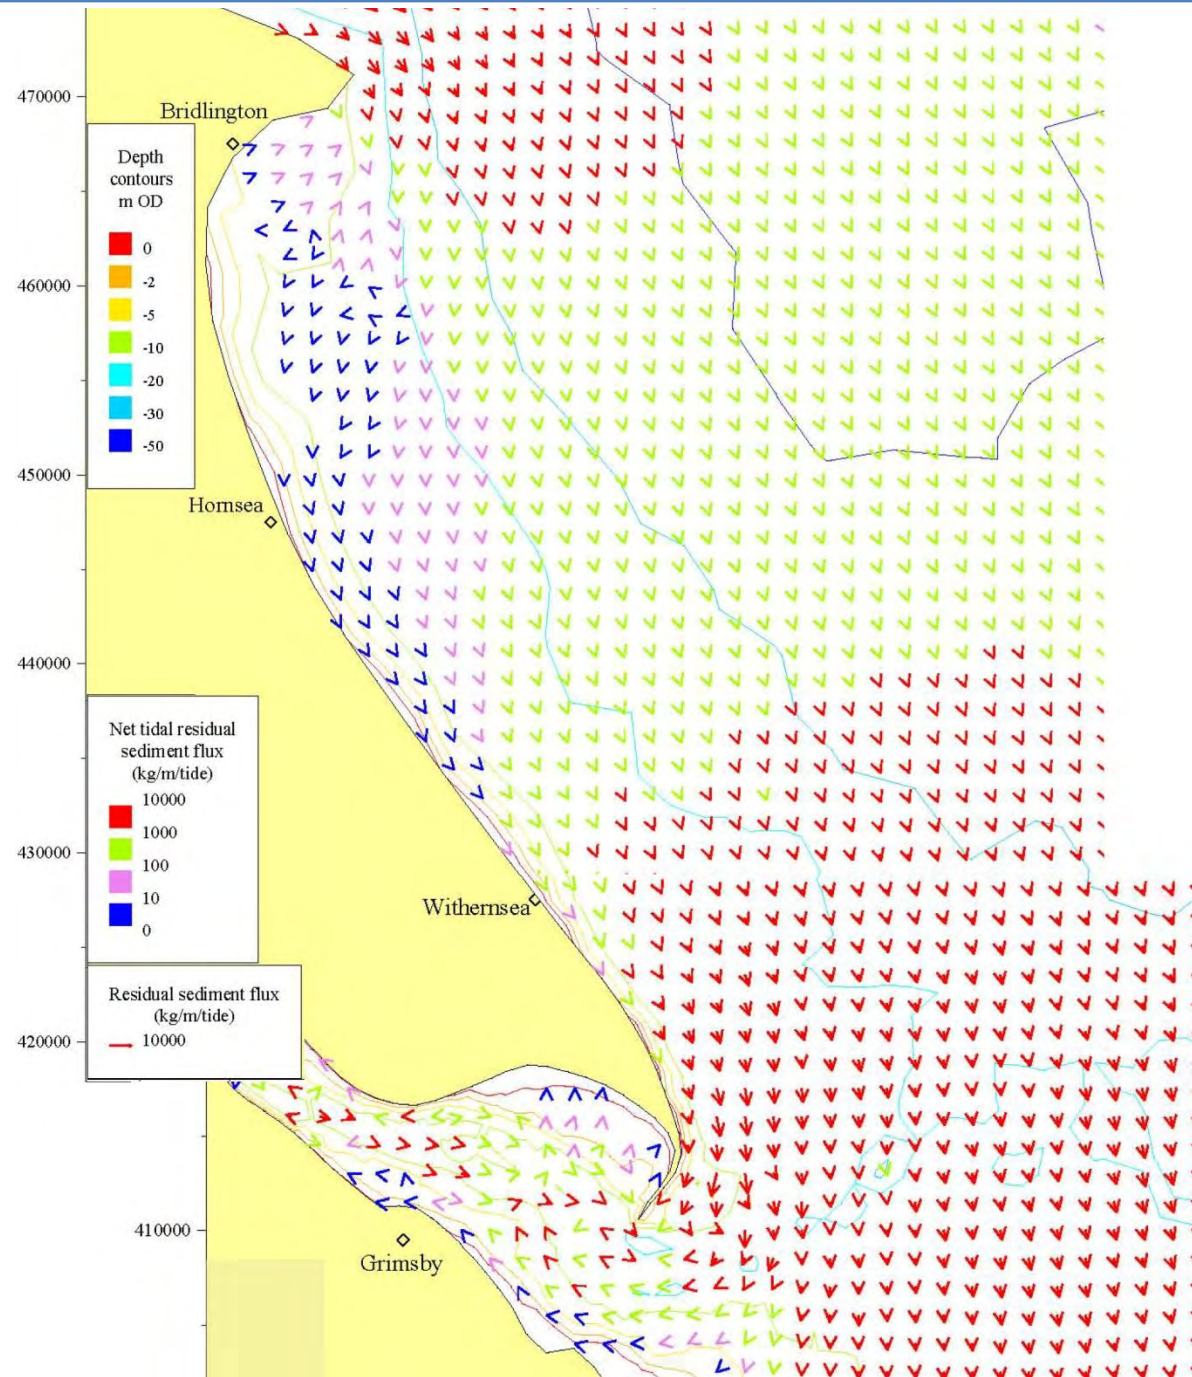 470000
Bridlington
Depth
contours
m OD
0
-2
-5
-10
-20
-30
-50
460000
450000
Hornsea
440000
Net tidal residual
sediment flux
(kg/m/tide)
10000
1000
100
10
0
430000
Withernsea
Residual sediment flux
(kg/m/tide)
10000
420000
410000
Grimsby